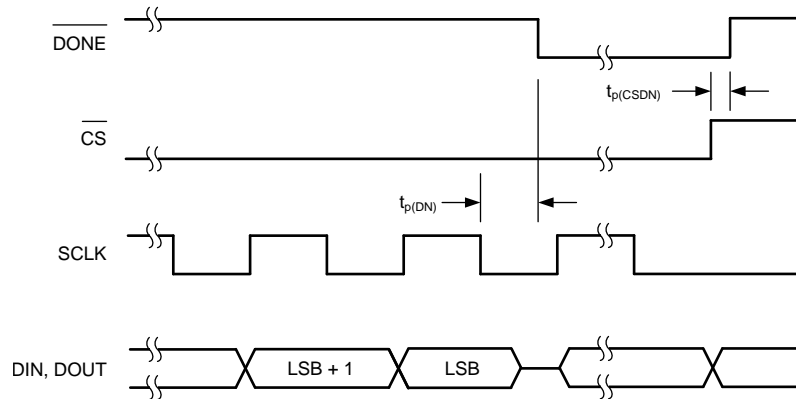 DONE
t_p(CSDN)
CS
t_p(DN)
SCLK
DIN, DOUT
LSB + 1
LSB